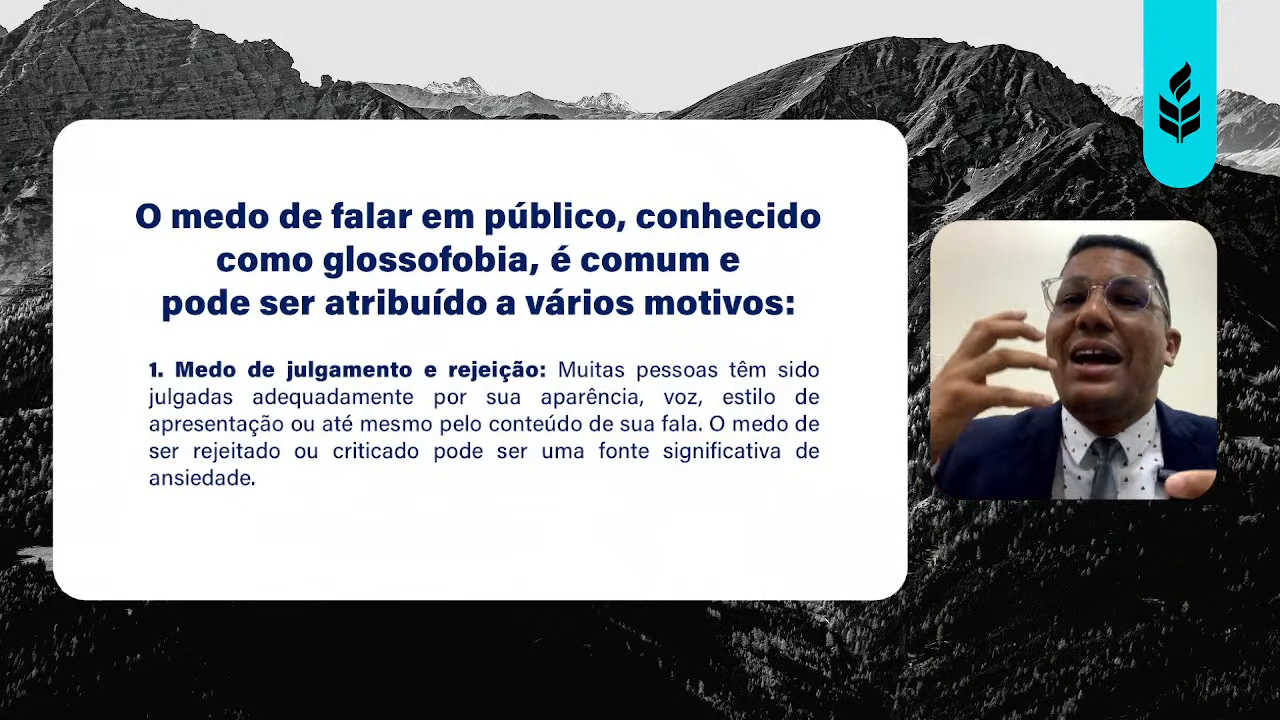 O medo de falar em público, conhecido
como glossofobia, é comum e
pode ser atribuído a vários motivos:
1. Medo de julgamento e rejeição: Muitas pessoas têm sido
julgadas adequadamente por sua aparência, voz, estilo de
apresentação ou até mesmo pelo conteúdo de sua fala. O medo de
ser rejeitado ou criticado pode ser uma fonte significativa de
ansiedade.